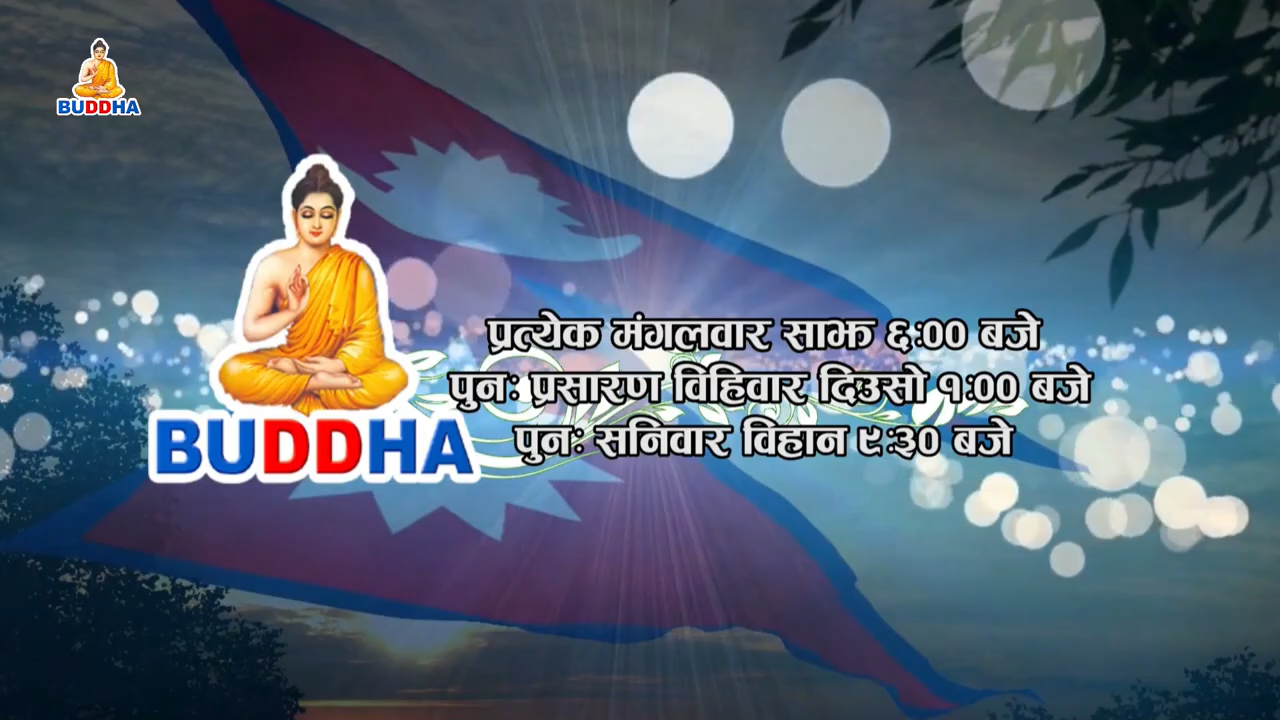 BUDDHA
BUDDHA
प्रत्येक मंगलवार साझ ६:00 बजे
पुनः प्रसारण विहिवार दिउसो १:00 बजे
पुनः सनिवार विहान ९:३0 बजे